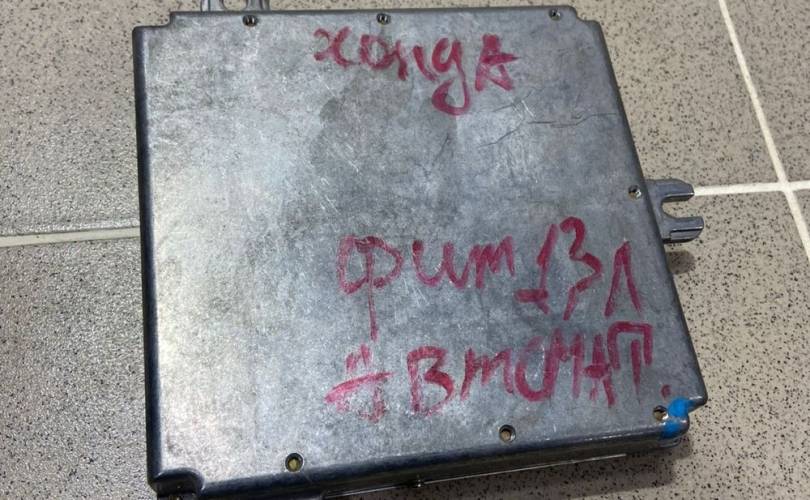 хонда
фит 1,3л
Автомат.